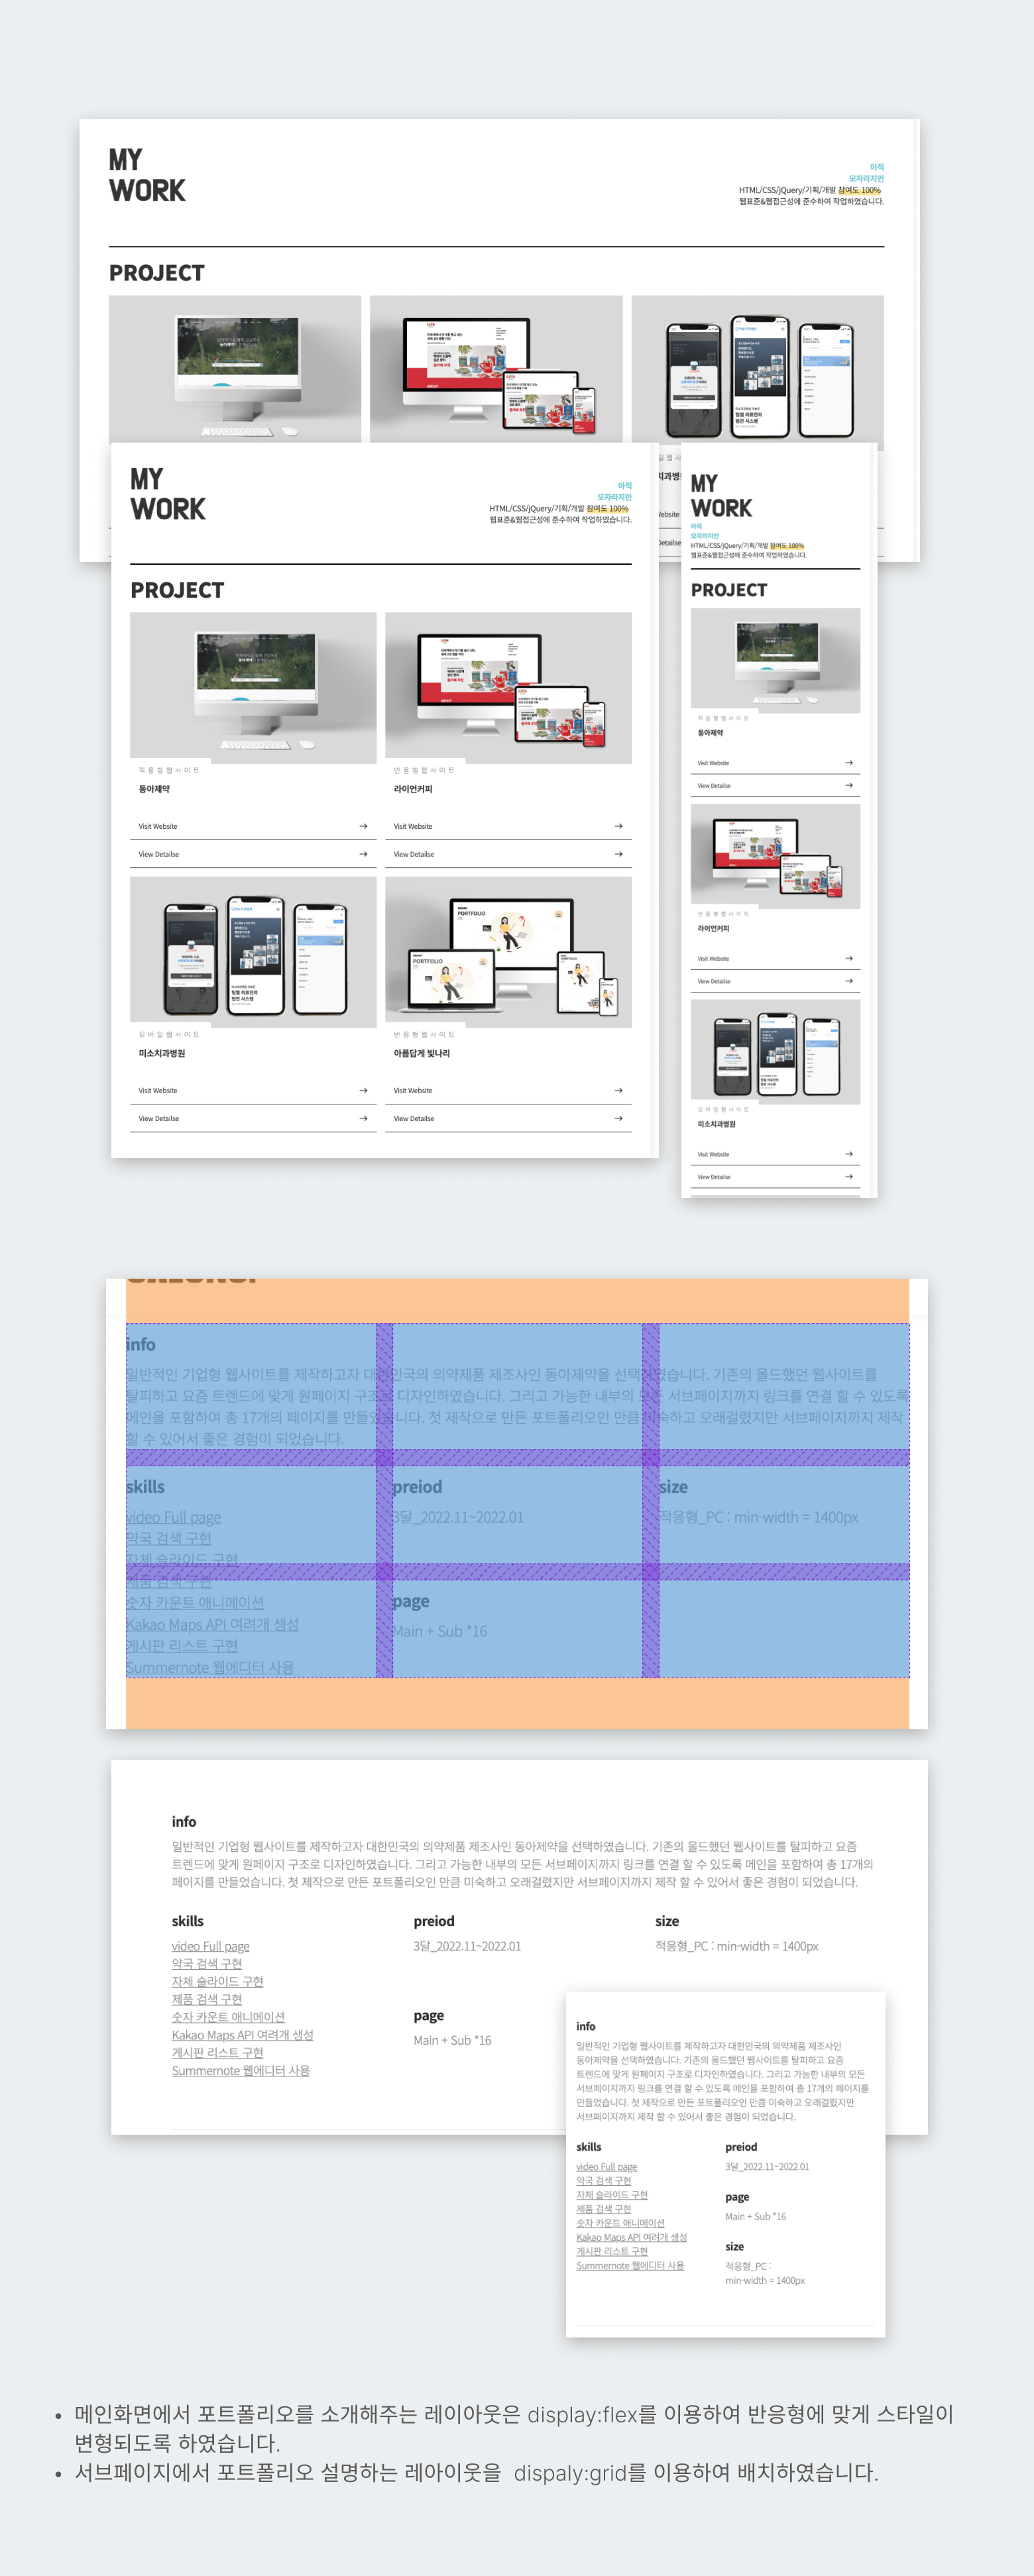 MY
WORK
아직
모자라지만
HTML/CSS/jQuery/기획/개발 참여도 100%
웹표준&웹접근성에 준수하여 작업하였습니다.
PROJECT
MY
WORK
아직
모자라지만
HTML/CSS/jQuery/기획/개발 참여도 100%
웹표준&웹접근성에 준수하여 작업하였습니다.
PROJECT
적응형웹사이트
동아제약
Visit Website
View Detailse
반응형웹사이트
라이언커피
Visit Website
View Detailse
모바일웹사이트
미소치과병원
Visit Website
View Detailse
PORTFOLIO
PORTFOLIO
반응형웹사이트
아름답게 빛나리
Visit Website
View Detailse
MY
WORK
아직
모자라지만
HTML/CSS/jQuery/기획/개발 참여도 100%
웹표준&웹접근성에 준수하여 작업하였습니다.
PROJECT
적응형웹사이트
동아제약
Visit Website
View Detailse
반응형웹사이트
라이언커피
Visit Website
View Detailse
모바일웹사이트
미소치과병원
Visit Website
View Detailse
info
일반적인 기업형 웹사이트를 제작하고자 대한민국의 의약제품 제조사인 동아제약을 선택하였습니다. 기존의 올드했던 웹사이트를
탈피하고 요즘 트렌드에 맞게 원페이지 구조로 디자인하였습니다. 그리고 가능한 내부의 모든 서브페이지까지 링크를 연결 할 수 있도록
메인을 포함하여 총 17개의 페이지를 만들었습니다. 첫 제작으로 만든 포트폴리오인 만큼 미숙하고 오래걸렸지만 서브페이지까지 제작
할 수 있어서 좋은 경험이 되었습니다.
skills
video Full page
약국 검색 구현
자체 슬라이드 구현
제품 검색 구현
숫자 카운트 애니메이션
Kakao Maps API 여려개 생성
게시판 리스트 구현
Summernote 웹에디터 사용
preiod
3달_2022.11~2022.01
size
적응형_PC : min-width = 1400px
page
Main + Sub *16
info
일반적인 기업형 웹사이트를 제작하고자 대한민국의 의약제품 제조사인 동아제약을 선택하였습니다. 기존의 올드했던 웹사이트를 탈피하고 요즘
트렌드에 맞게 원페이지 구조로 디자인하였습니다. 그리고 가능한 내부의 모든 서브페이지까지 링크를 연결 할 수 있도록 메인을 포함하여 총 17개의
페이지를 만들었습니다. 첫 제작으로 만든 포트폴리오인 만큼 미숙하고 오래걸렸지만 서브페이지까지 제작 할 수 있어서 좋은 경험이 되었습니다.
skills
video Full page
약국 검색 구현
자체 슬라이드 구현
제품 검색 구현
숫자 카운트 애니메이션
Kakao Maps API 여려개 생성
게시판 리스트 구현
Summernote 웹에디터 사용
preiod
3달_2022.11~2022.01
size
적응형_PC : min-width = 1400px
page
Main + Sub *16
info
일반적인 기업형 웹사이트를 제작하고자 대한민국의 의약제품 제조사인
동아제약을 선택하였습니다. 기존의 올드했던 웹사이트를 탈피하고 요즘
트렌드에 맞게 원페이지 구조로 디자인하였습니다. 그리고 가능한 내부의 모든
서브페이지까지 링크를 연결 할 수 있도록 메인을 포함하여 총 17개의 페이지를
만들었습니다. 첫 제작으로 만든 포트폴리오인 만큼 미숙하고 오래걸렸지만
서브페이지까지 제작 할 수 있어서 좋은 경험이 되었습니다.
skills
video Full page
약국 검색 구현
자체 슬라이드 구현
제품 검색 구현
숫자 카운트 애니메이션
Kakao Maps API 여려개 생성
게시판 리스트 구현
Summernote 웹에디터 사용
preiod
3달_2022.11~2022.01
page
Main + Sub *16
size
적응형_PC :
min-width = 1400px
• 메인화면에서 포트폴리오를 소개해주는 레이아웃은 display:flex를 이용하여 반응형에 맞게 스타일이
변형되도록 하였습니다.
• 서브페이지에서 포트폴리오 설명하는 레아이웃을 dispaly:grid를 이용하여 배치하였습니다.